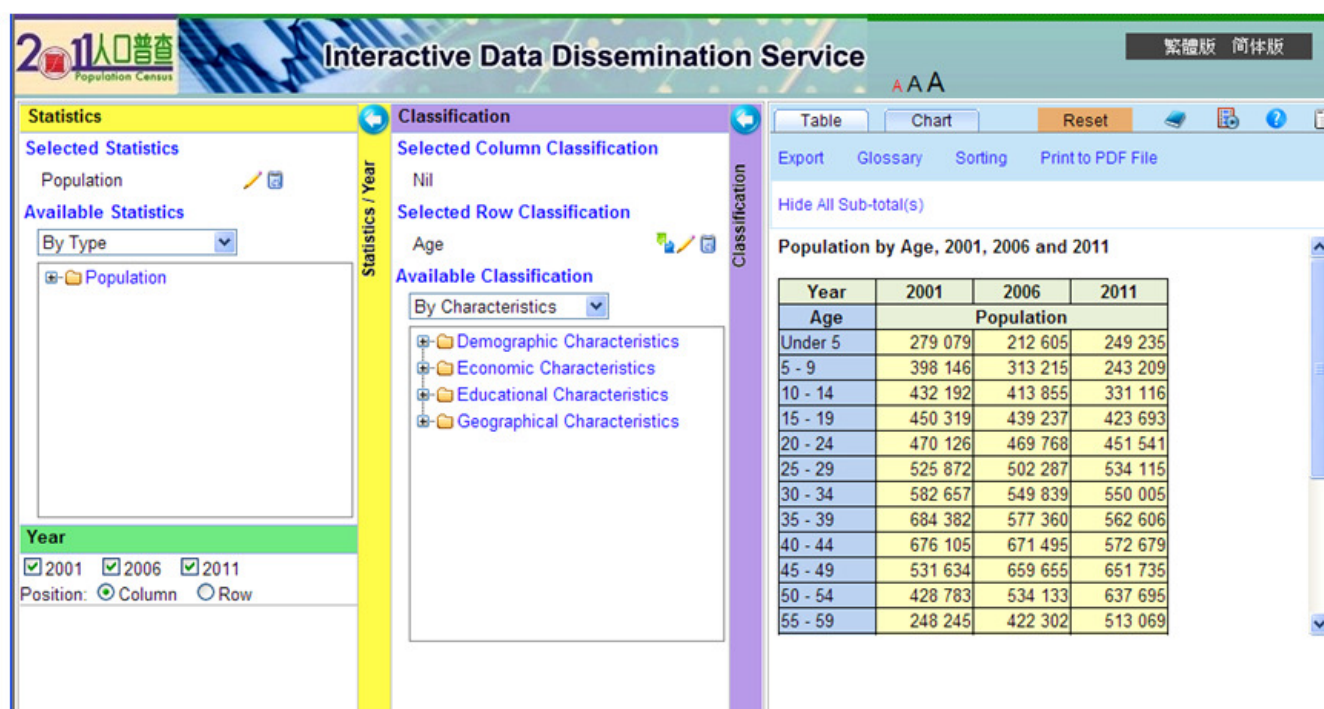 2011人口普查
Population Census
Interactive Data Dissemination Service
繁體版 简体版
A A A
Statistics
Selected Statistics
Population
Available Statistics
By Type
Population
Year
2001 2006 2011
Position: Column Row
Statistics / Year
Classification
Selected Column Classification
Nil
Selected Row Classification
Age
Available Classification
By Characteristics
Demographic Characteristics
Economic Characteristics
Educational Characteristics
Geographical Characteristics
Classification
Table Chart Reset
Export Glossary Sorting Print to PDF File
Hide All Sub-total(s)
Population by Age, 2001, 2006 and 2011
Year 2001 2006 2011
Age Population
Under 5 279 079 212 605 249 235
5 - 9 398 146 313 215 243 209
10 - 14 432 192 413 855 331 116
15 - 19 450 319 439 237 423 693
20 - 24 470 126 469 768 451 541
25 - 29 525 872 502 287 534 115
30 - 34 582 657 549 839 550 005
35 - 39 684 382 577 360 562 606
40 - 44 676 105 671 495 572 679
45 - 49 531 634 659 655 651 735
50 - 54 428 783 534 133 637 695
55 - 59 248 245 422 302 513 069